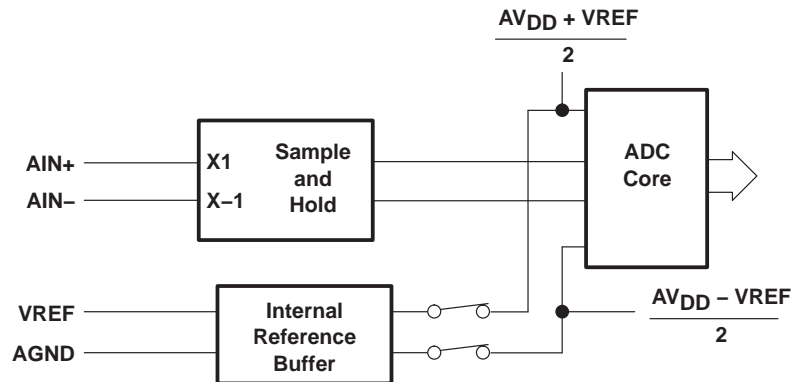 AVDD + VREF
2
AIN+
AIN–
X1
X–1
Sample
and
Hold
ADC
Core
VREF
AGND
Internal
Reference
Buffer
AVDD – VREF
2